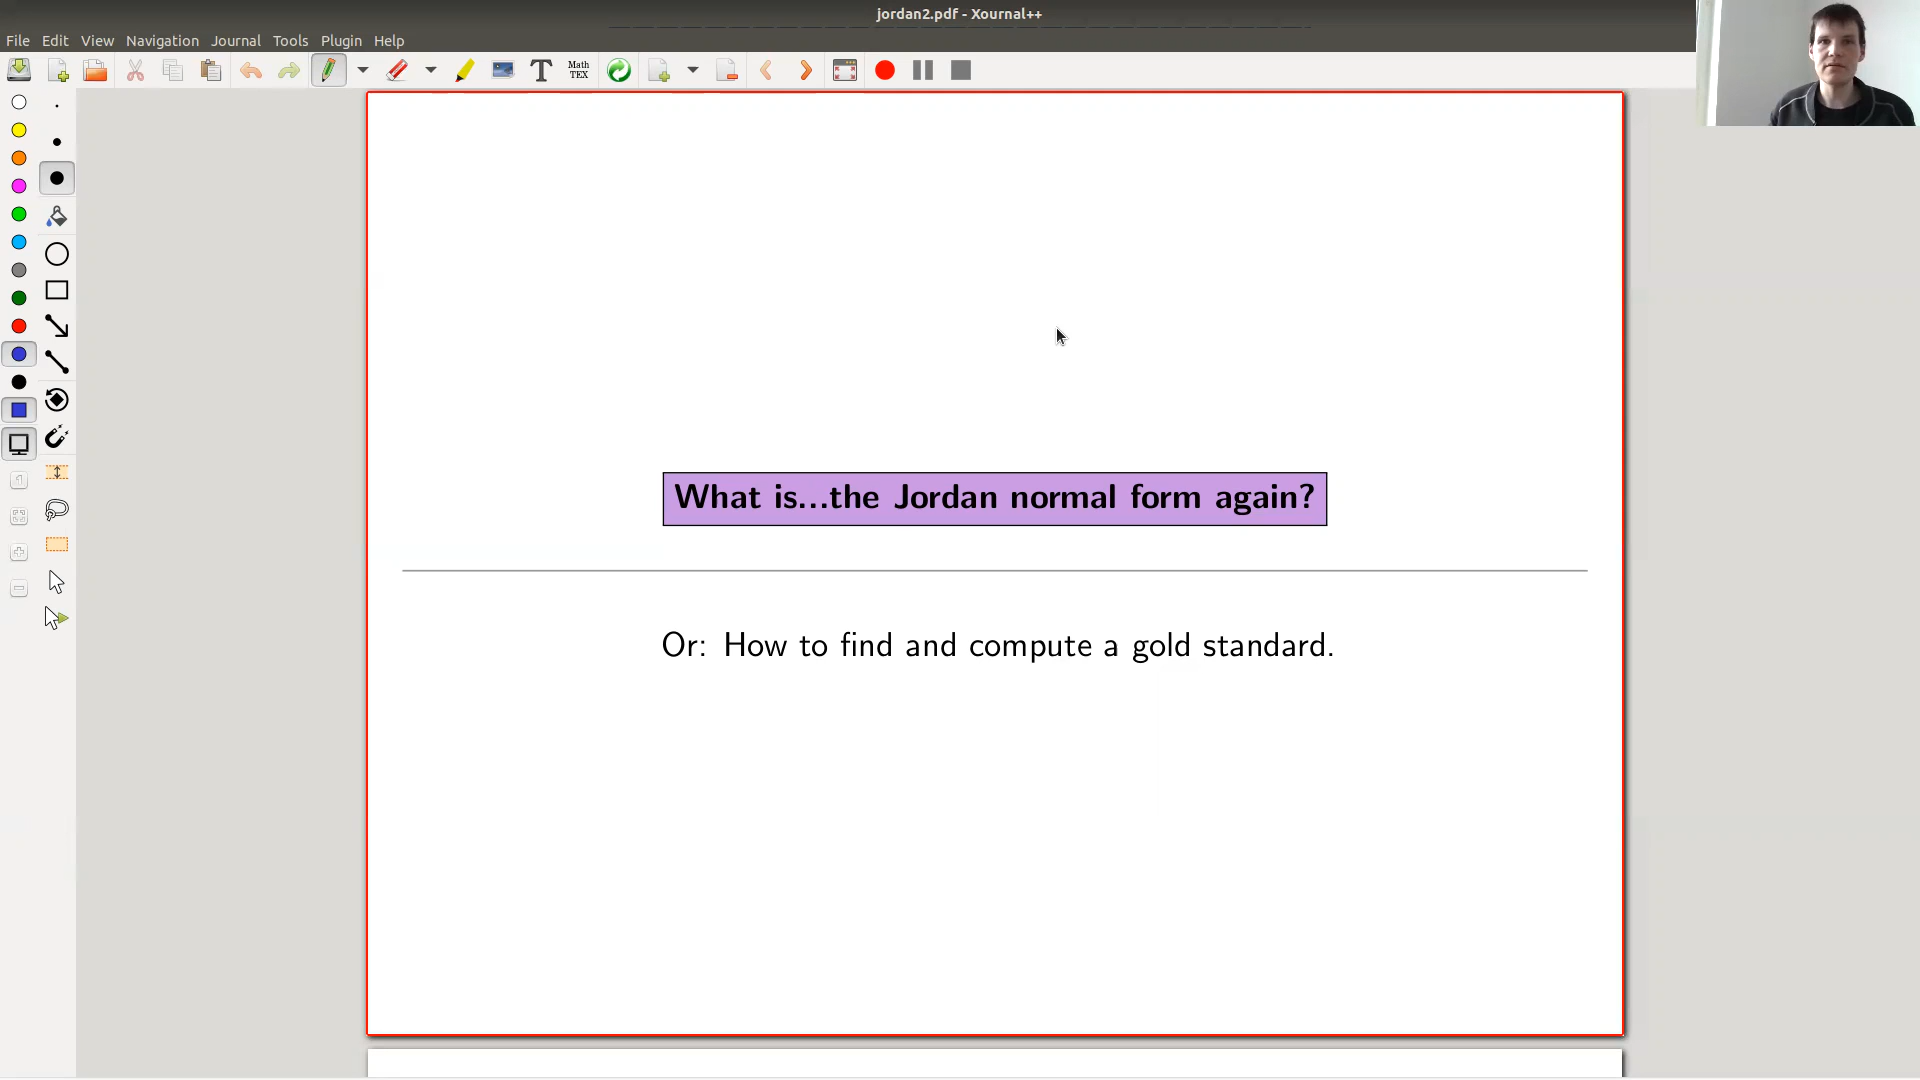 jordan2.pdf - Xournal++
File Edit View Navigation Journal Tools Plugin Help
Math
TEX
What is...the Jordan normal form again?
Or: How to find and compute a gold standard.